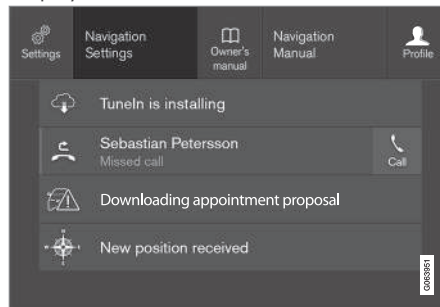 Settings
Navigation
Settings
Owner's
manual
Navigation
Manual
Profile
TuneIn is installing
Sebastian Petersson
Missed call
Call
Downloading appointment proposal
New position received
G063951